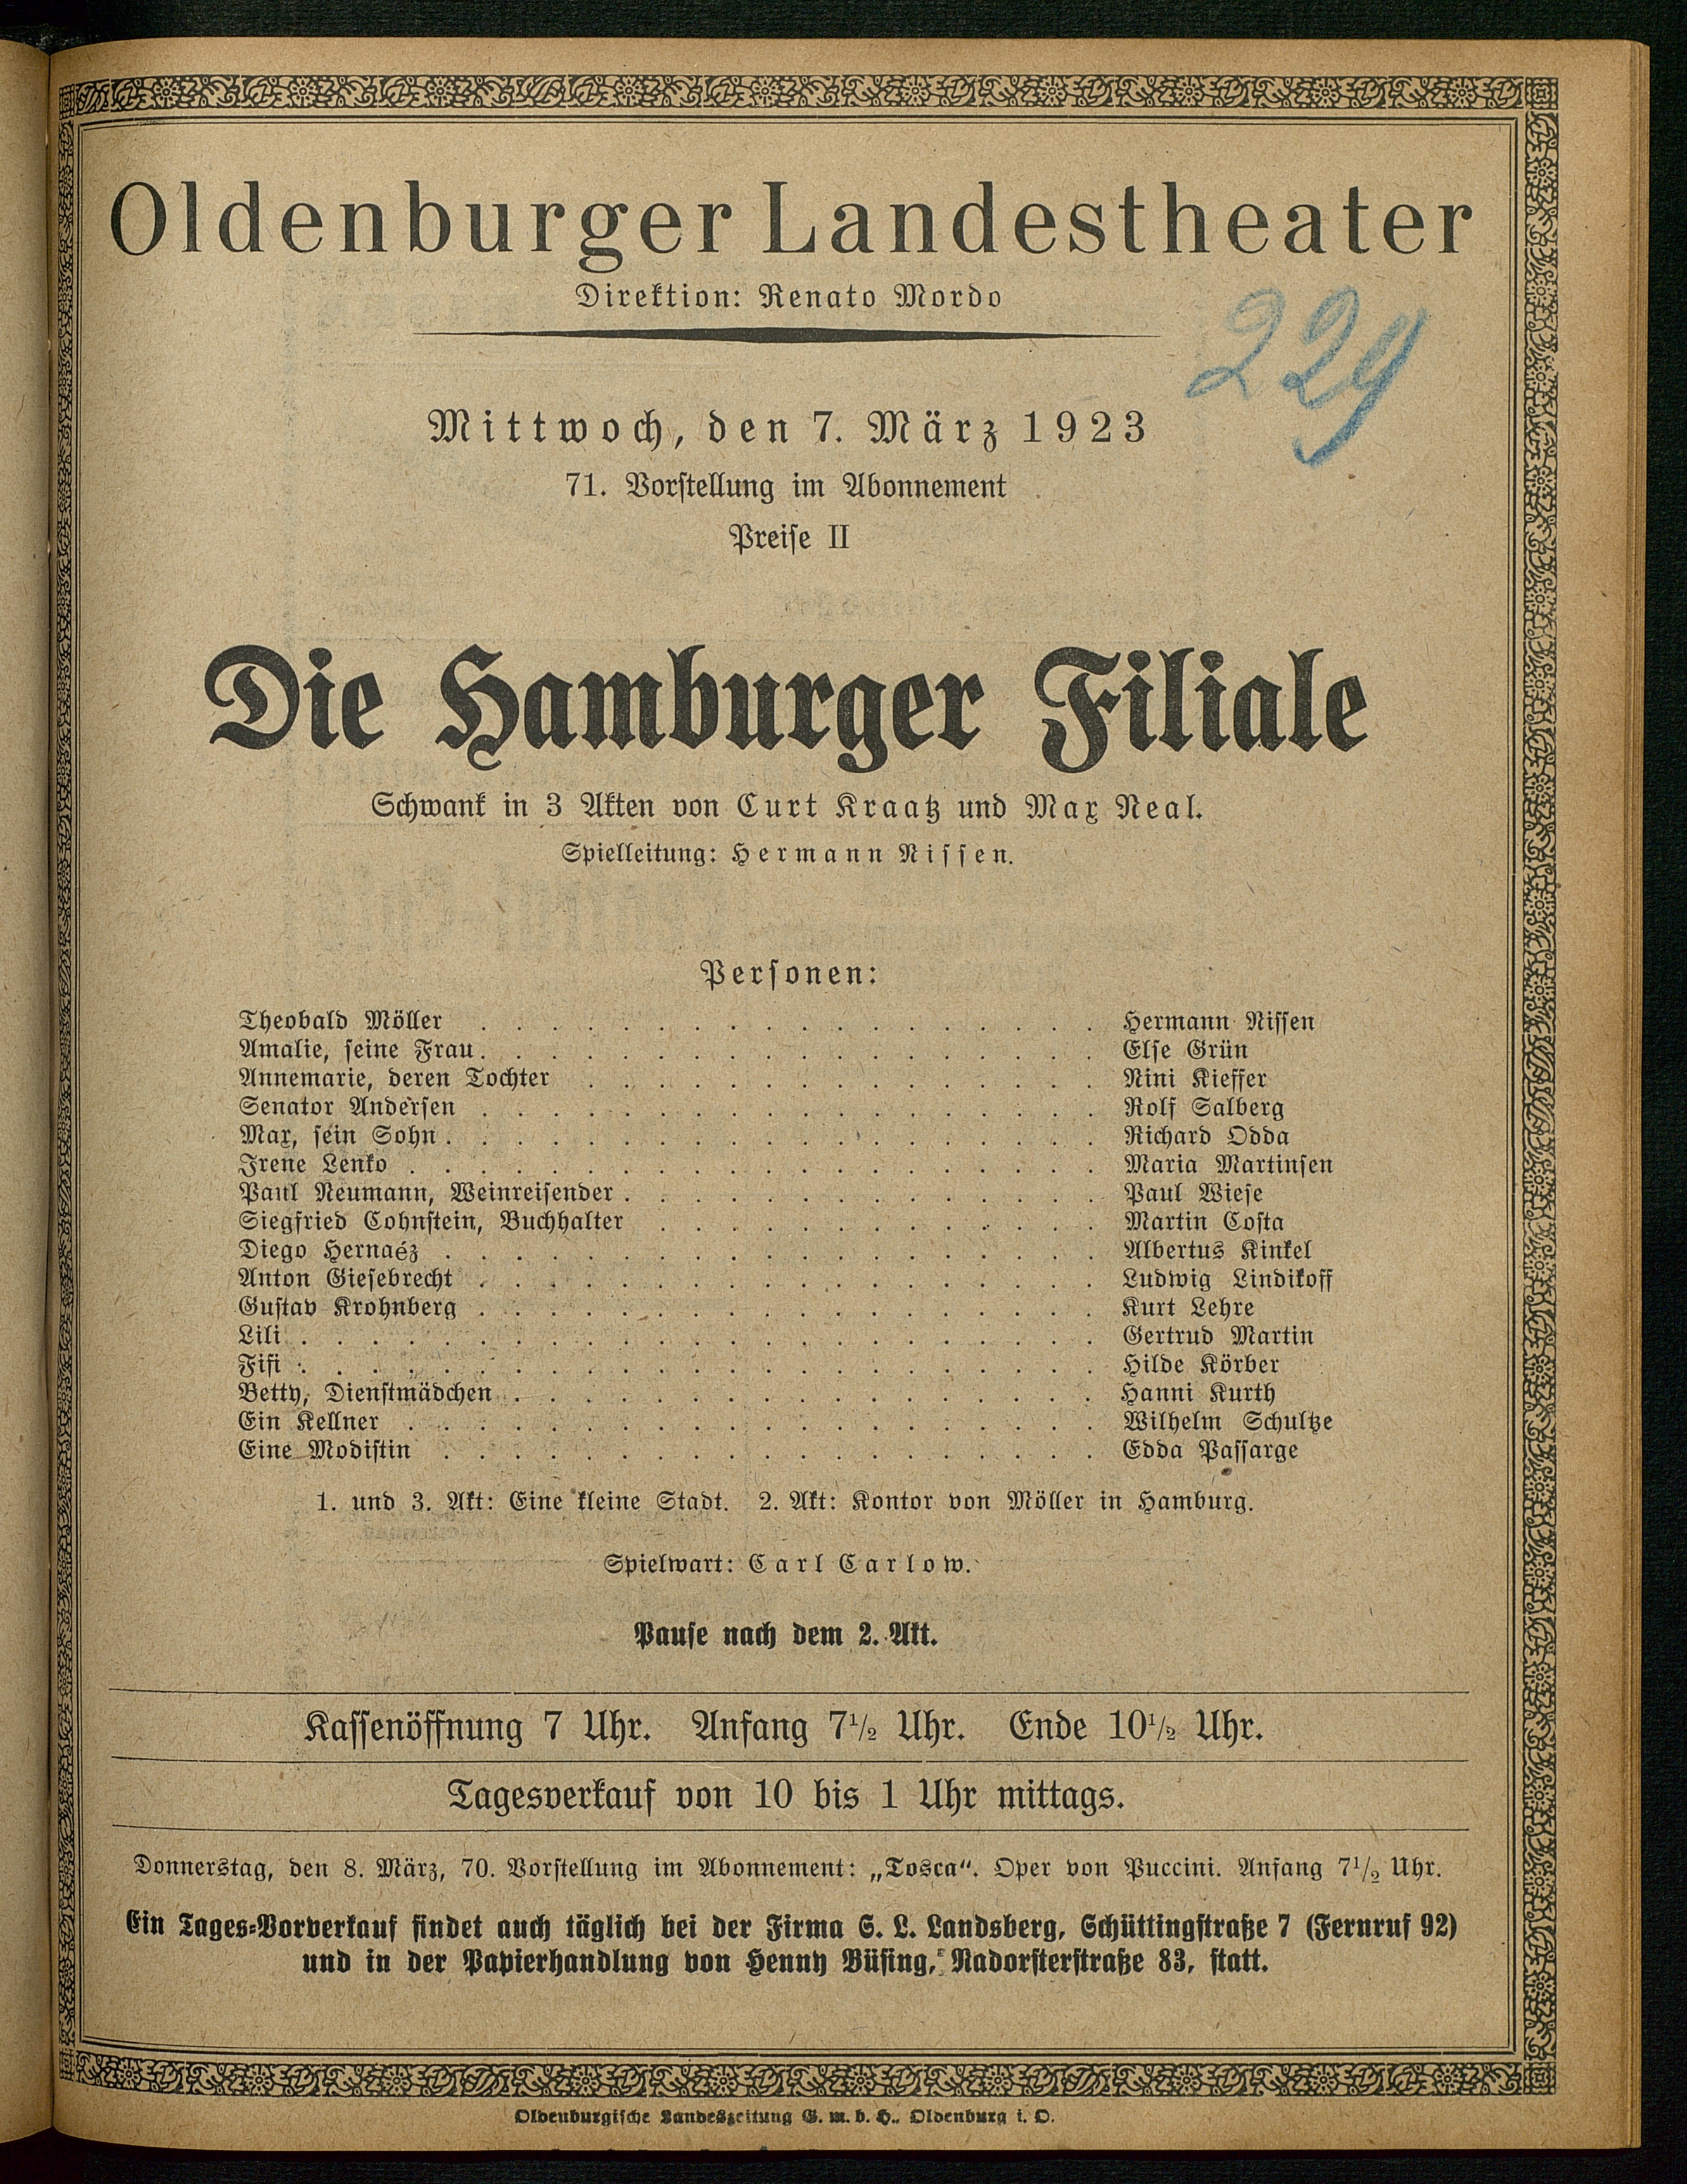 Oldenburger Landestheater
Direktion: Renato Mordo
229
Mittwoch, den 7. März 1923
71. Vorstellung im Abonnement
Preise II
Die Hamburger Filiale
Schwank in 3 Akten von Curt Kraatz und Max Neal.
Spielleitung: Hermann Nissen.
Personen:
Theobald Möller . . . . . . . . . . . . . . . . . . Hermann Nissen
Amalie, seine Frau . . . . . . . . . . . . . . . . . . Else Grün
Annemarie, deren Tochter . . . . . . . . . . . . . . . Nini Kieffer
Senator Andersen . . . . . . . . . . . . . . . . . . Rolf Salberg
Max, sein Sohn . . . . . . . . . . . . . . . . . . . Richard Odda
Irene Lenko . . . . . . . . . . . . . . . . . . . . Maria Martinsen
Paul Neumann, Weinreisender . . . . . . . . . . . . . . Paul Wiese
Siegfried Cohnstein, Buchhalter . . . . . . . . . . . . . Martin Costa
Diego Hernaéz . . . . . . . . . . . . . . . . . . . Albertus Kinkel
Anton Giesebrecht . . . . . . . . . . . . . . . . . . Ludwig Lindikoff
Gustav Krohnberg . . . . . . . . . . . . . . . . . . Kurt Lehre
Lili . . . . . . . . . . . . . . . . . . . . . . . Gertrud Martin
Fifi . . . . . . . . . . . . . . . . . . . . . . . Hilde Körber
Betty, Dienstmädchen . . . . . . . . . . . . . . . . . Hanni Kurth
Ein Kellner . . . . . . . . . . . . . . . . . . . . Wilhelm Schultze
Eine Modistin . . . . . . . . . . . . . . . . . . . Edda Passarge
1. und 3. Akt: Eine kleine Stadt. 2. Akt: Kontor von Möller in Hamburg.
Spielwart: Carl Carlow.
Pause nach dem 2. Akt.
Kassenöffnung 7 Uhr. Anfang 7 1/2 Uhr. Ende 10 1/2 Uhr.
Tagesverkauf von 10 bis 1 Uhr mittags.
Donnerstag, den 8. März, 70. Vorstellung im Abonnement: „Tosca“. Oper von Puccini. Anfang 7 1/2 Uhr.
Ein Tages-Vorverkauf findet auch täglich bei der Firma S. L. Landsberg, Schüttingstraße 7 (Fernruf 92)
und in der Papierhandlung von Henny Büsing, Nadorsterstraße 83, statt.
Oldenburgische Landeszeitung G. m. b. H., Oldenburg i. O.